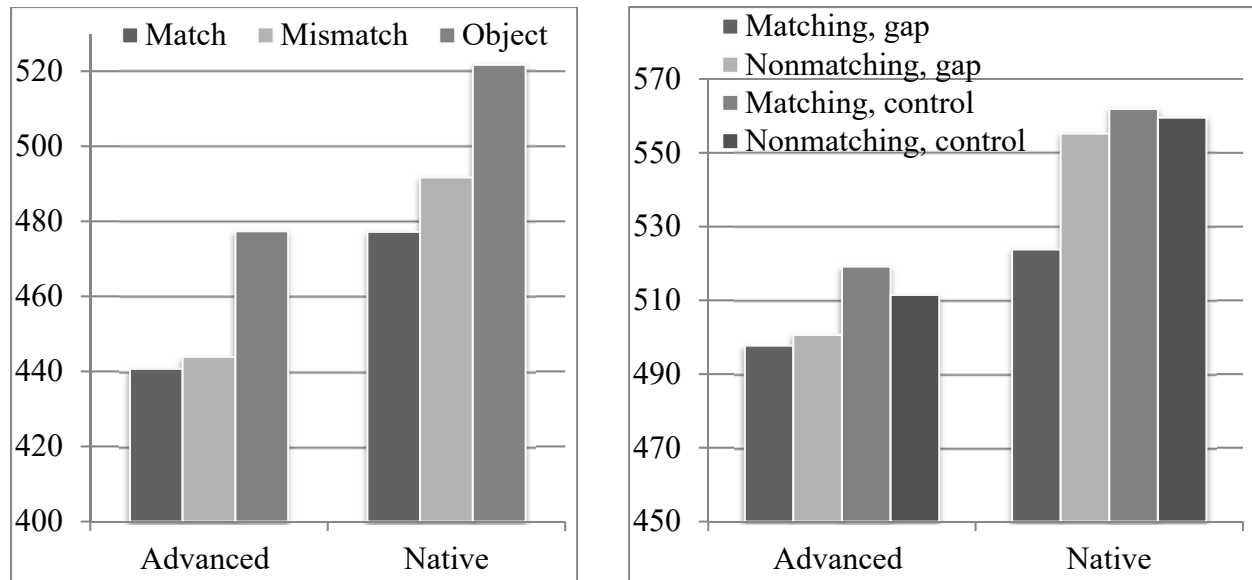 Match Mismatch Object
520
500
480
460
440
420
400
Advanced Native
Matching, gap
Nonmatching, gap
Matching, control
Nonmatching, control
570
550
530
510
490
470
450
Advanced Native